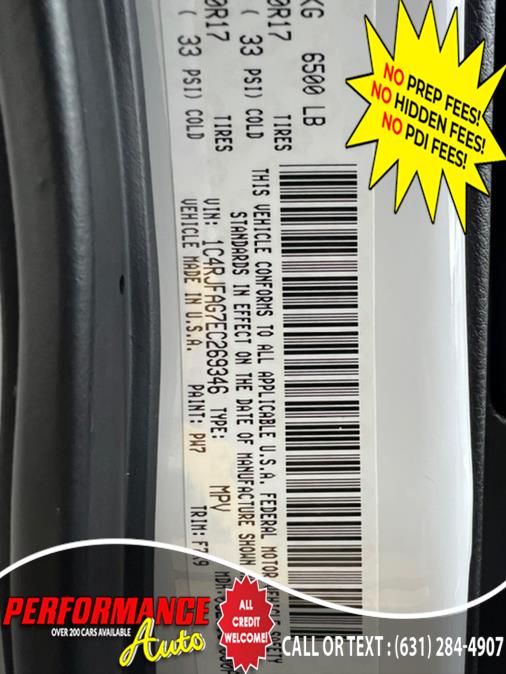 KG 6500 LB
0R17 TIRES
( 33 PSI) COLD
0R17 TIRES
( 33 PSI) COLD
THIS VEHICLE CONFORMS TO ALL APPLICABLE U.S.A. FEDERAL MOTOR
STANDARDS IN EFFECT ON THE DATE OF MANUFACTURE SHOWN
VIN: 1C4RJFAG7EC269346 TYPE: MPV
VEHICLE MADE IN U.S.A. PAINT: PW7 TRIM:
NO PREP FEES!
NO HIDDEN FEES!
NO PDI FEES!
PERFORMANCE
OVER 200 CARS AVAILABLE
Auto
ALL
CREDIT
WELCOME!
CALL OR TEXT : (631) 284-4907